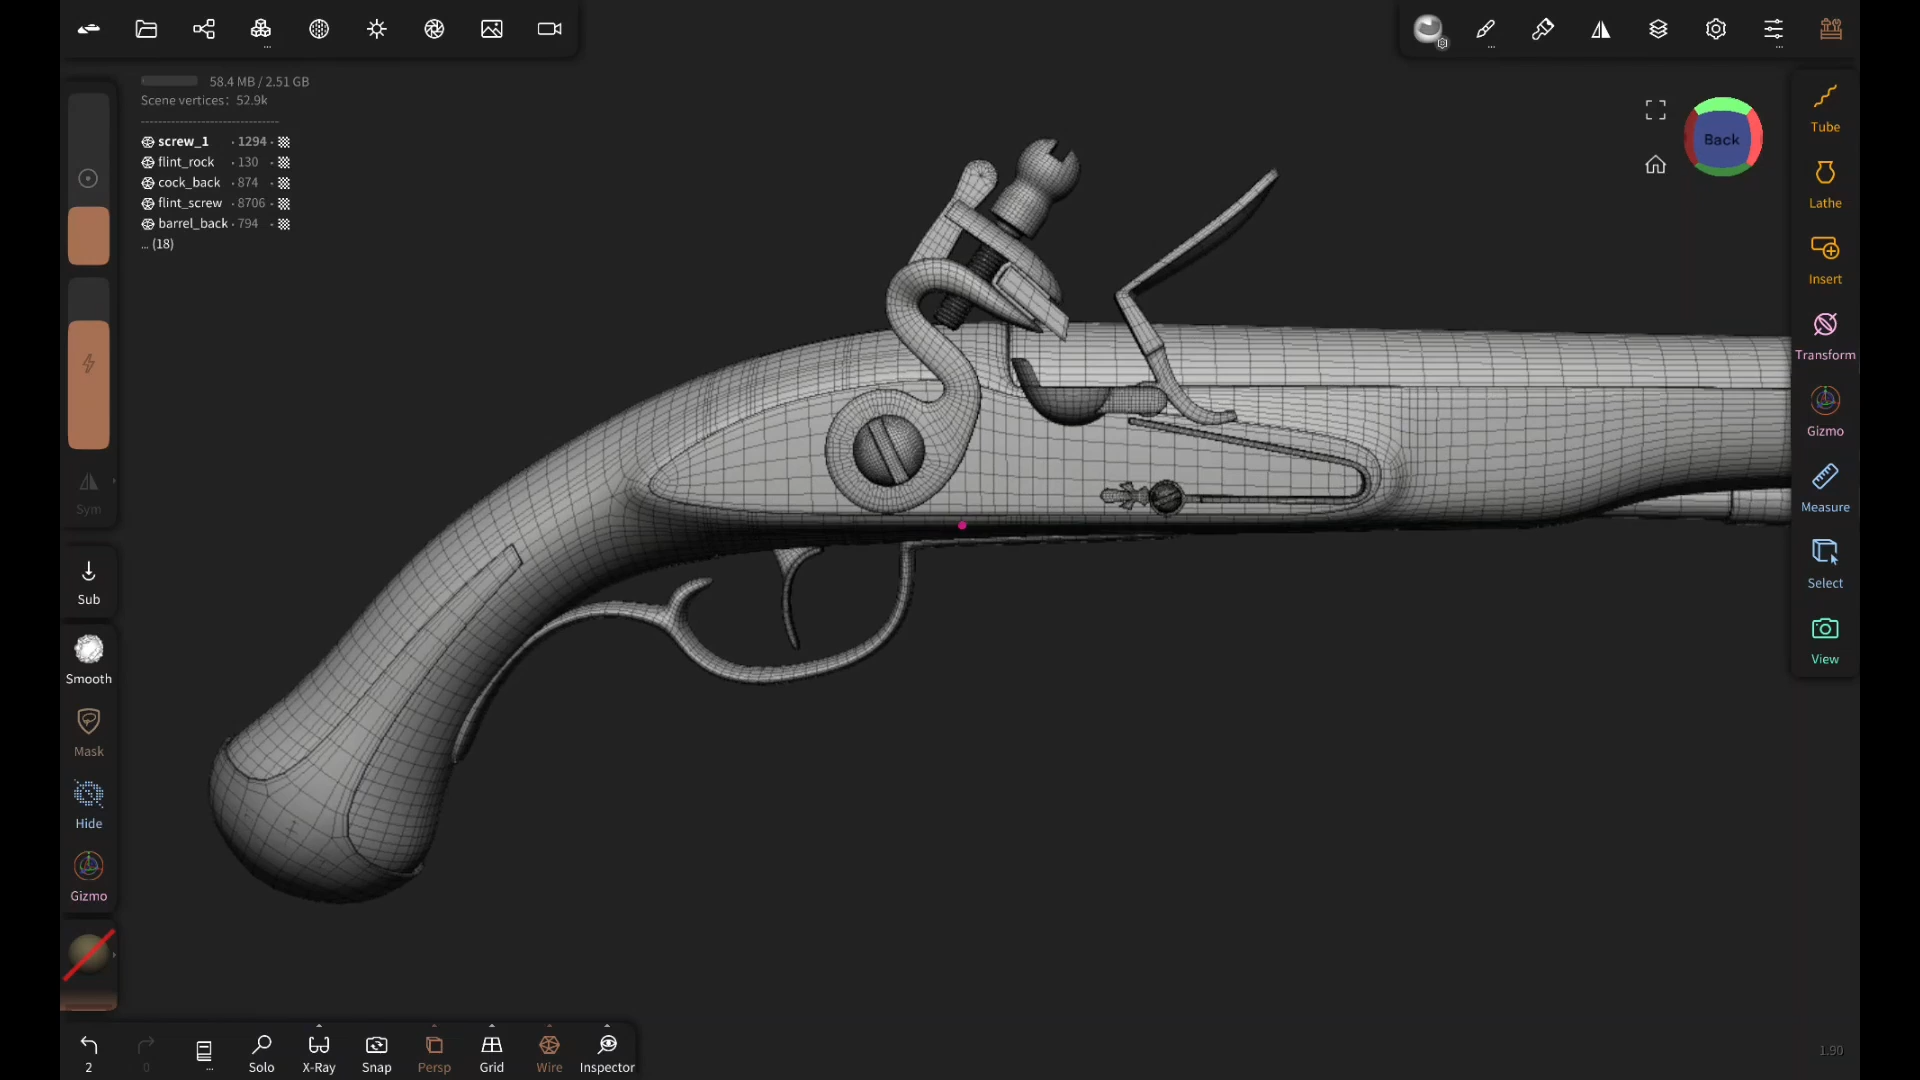 58.4 MB / 2.51 GB
Scene vertices: 52.9k
--------------------------------
screw_1 · 1294 ·
flint_rock · 130 ·
cock_back · 874 ·
flint_screw · 8706 ·
barrel_back · 794 ·
... (18)
Back
Tube
Lathe
Insert
Transform
Gizmo
Measure
Select
View
Sym
Sub
Smooth
Mask
Hide
Gizmo
2
0
...
Solo
X-Ray
Snap
Persp
Grid
Wire
Inspector
1.90